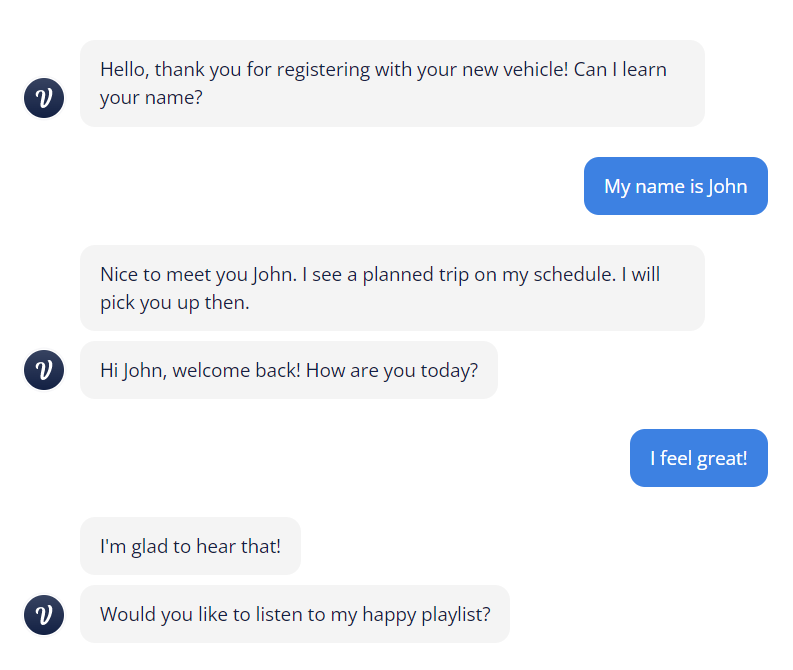 Hello, thank you for registering with your new vehicle! Can I learn
your name?
My name is John
Nice to meet you John. I see a planned trip on my schedule. I will
pick you up then.
Hi John, welcome back! How are you today?
I feel great!
I'm glad to hear that!
Would you like to listen to my happy playlist?